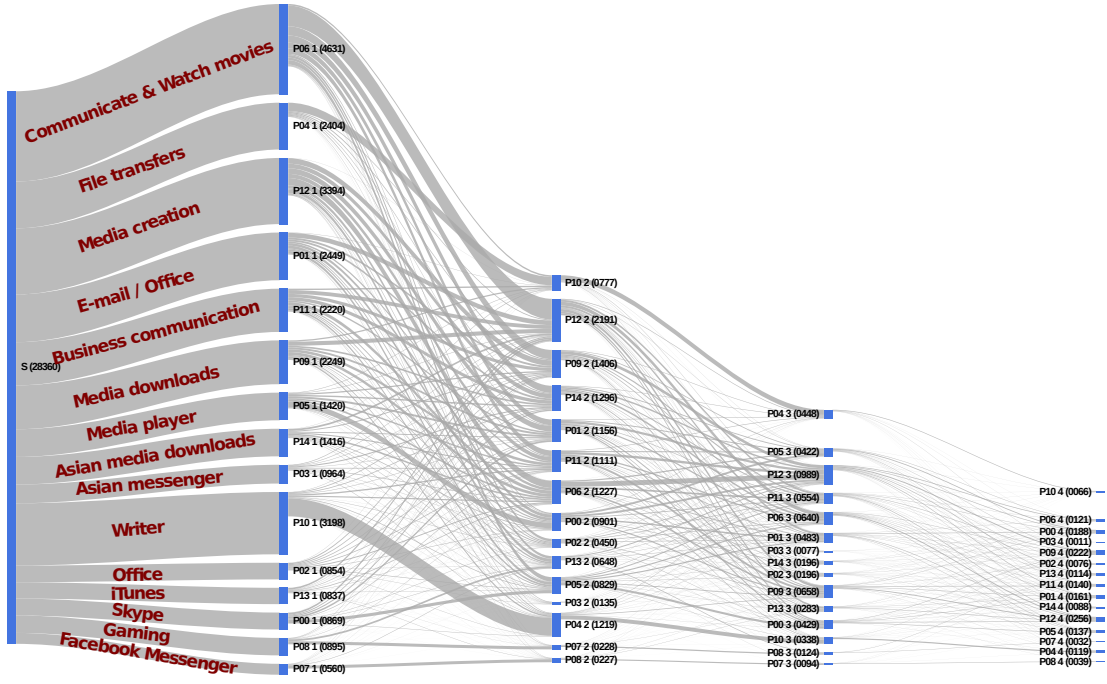 S (28360)
Communicate & Watch movies
File transfers
Media creation
E-mail / Office
Business communication
Media downloads
Media player
Asian media downloads
Asian messenger
Writer
Office
iTunes
Skype
Gaming
Facebook Messenger
P06 1 (4631)
P04 1 (2404)
P12 1 (3394)
P01 1 (2449)
P11 1 (2220)
P09 1 (2249)
P05 1 (1420)
P14 1 (1416)
P03 1 (0964)
P10 1 (3198)
P02 1 (0854)
P13 1 (0837)
P00 1 (0869)
P08 1 (0895)
P07 1 (0560)
P10 2 (0777)
P12 2 (2191)
P09 2 (1406)
P14 2 (1296)
P01 2 (1156)
P11 2 (1111)
P06 2 (1227)
P00 2 (0901)
P02 2 (0450)
P13 2 (0648)
P05 2 (0829)
P03 2 (0135)
P04 2 (1219)
P07 2 (0228)
P08 2 (0227)
P04 3 (0448)
P05 3 (0422)
P12 3 (0989)
P11 3 (0554)
P06 3 (0640)
P01 3 (0483)
P03 3 (0077)
P14 3 (0196)
P02 3 (0196)
P09 3 (0658)
P13 3 (0283)
P00 3 (0429)
P10 3 (0338)
P08 3 (0124)
P07 3 (0094)
P10 4 (0066)
P06 4 (0121)
P00 4 (0188)
P03 4 (0011)
P09 4 (0222)
P02 4 (0076)
P13 4 (0114)
P11 4 (0140)
P01 4 (0161)
P14 4 (0088)
P12 4 (0256)
P05 4 (0137)
P07 4 (0032)
P04 4 (0119)
P08 4 (0039)